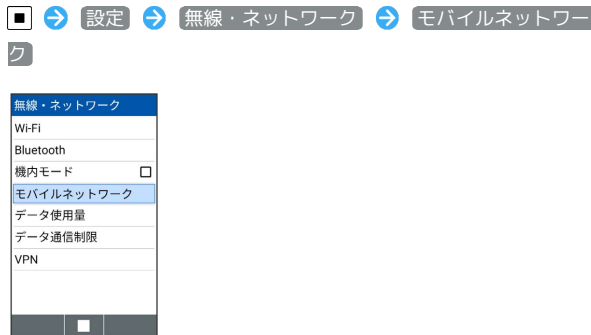 設定 無線・ネットワーク モバイルネットワー
ク
無線・ネットワーク
Wi-Fi
Bluetooth
機内モード
モバイルネットワーク
データ使用量
データ通信制限
VPN